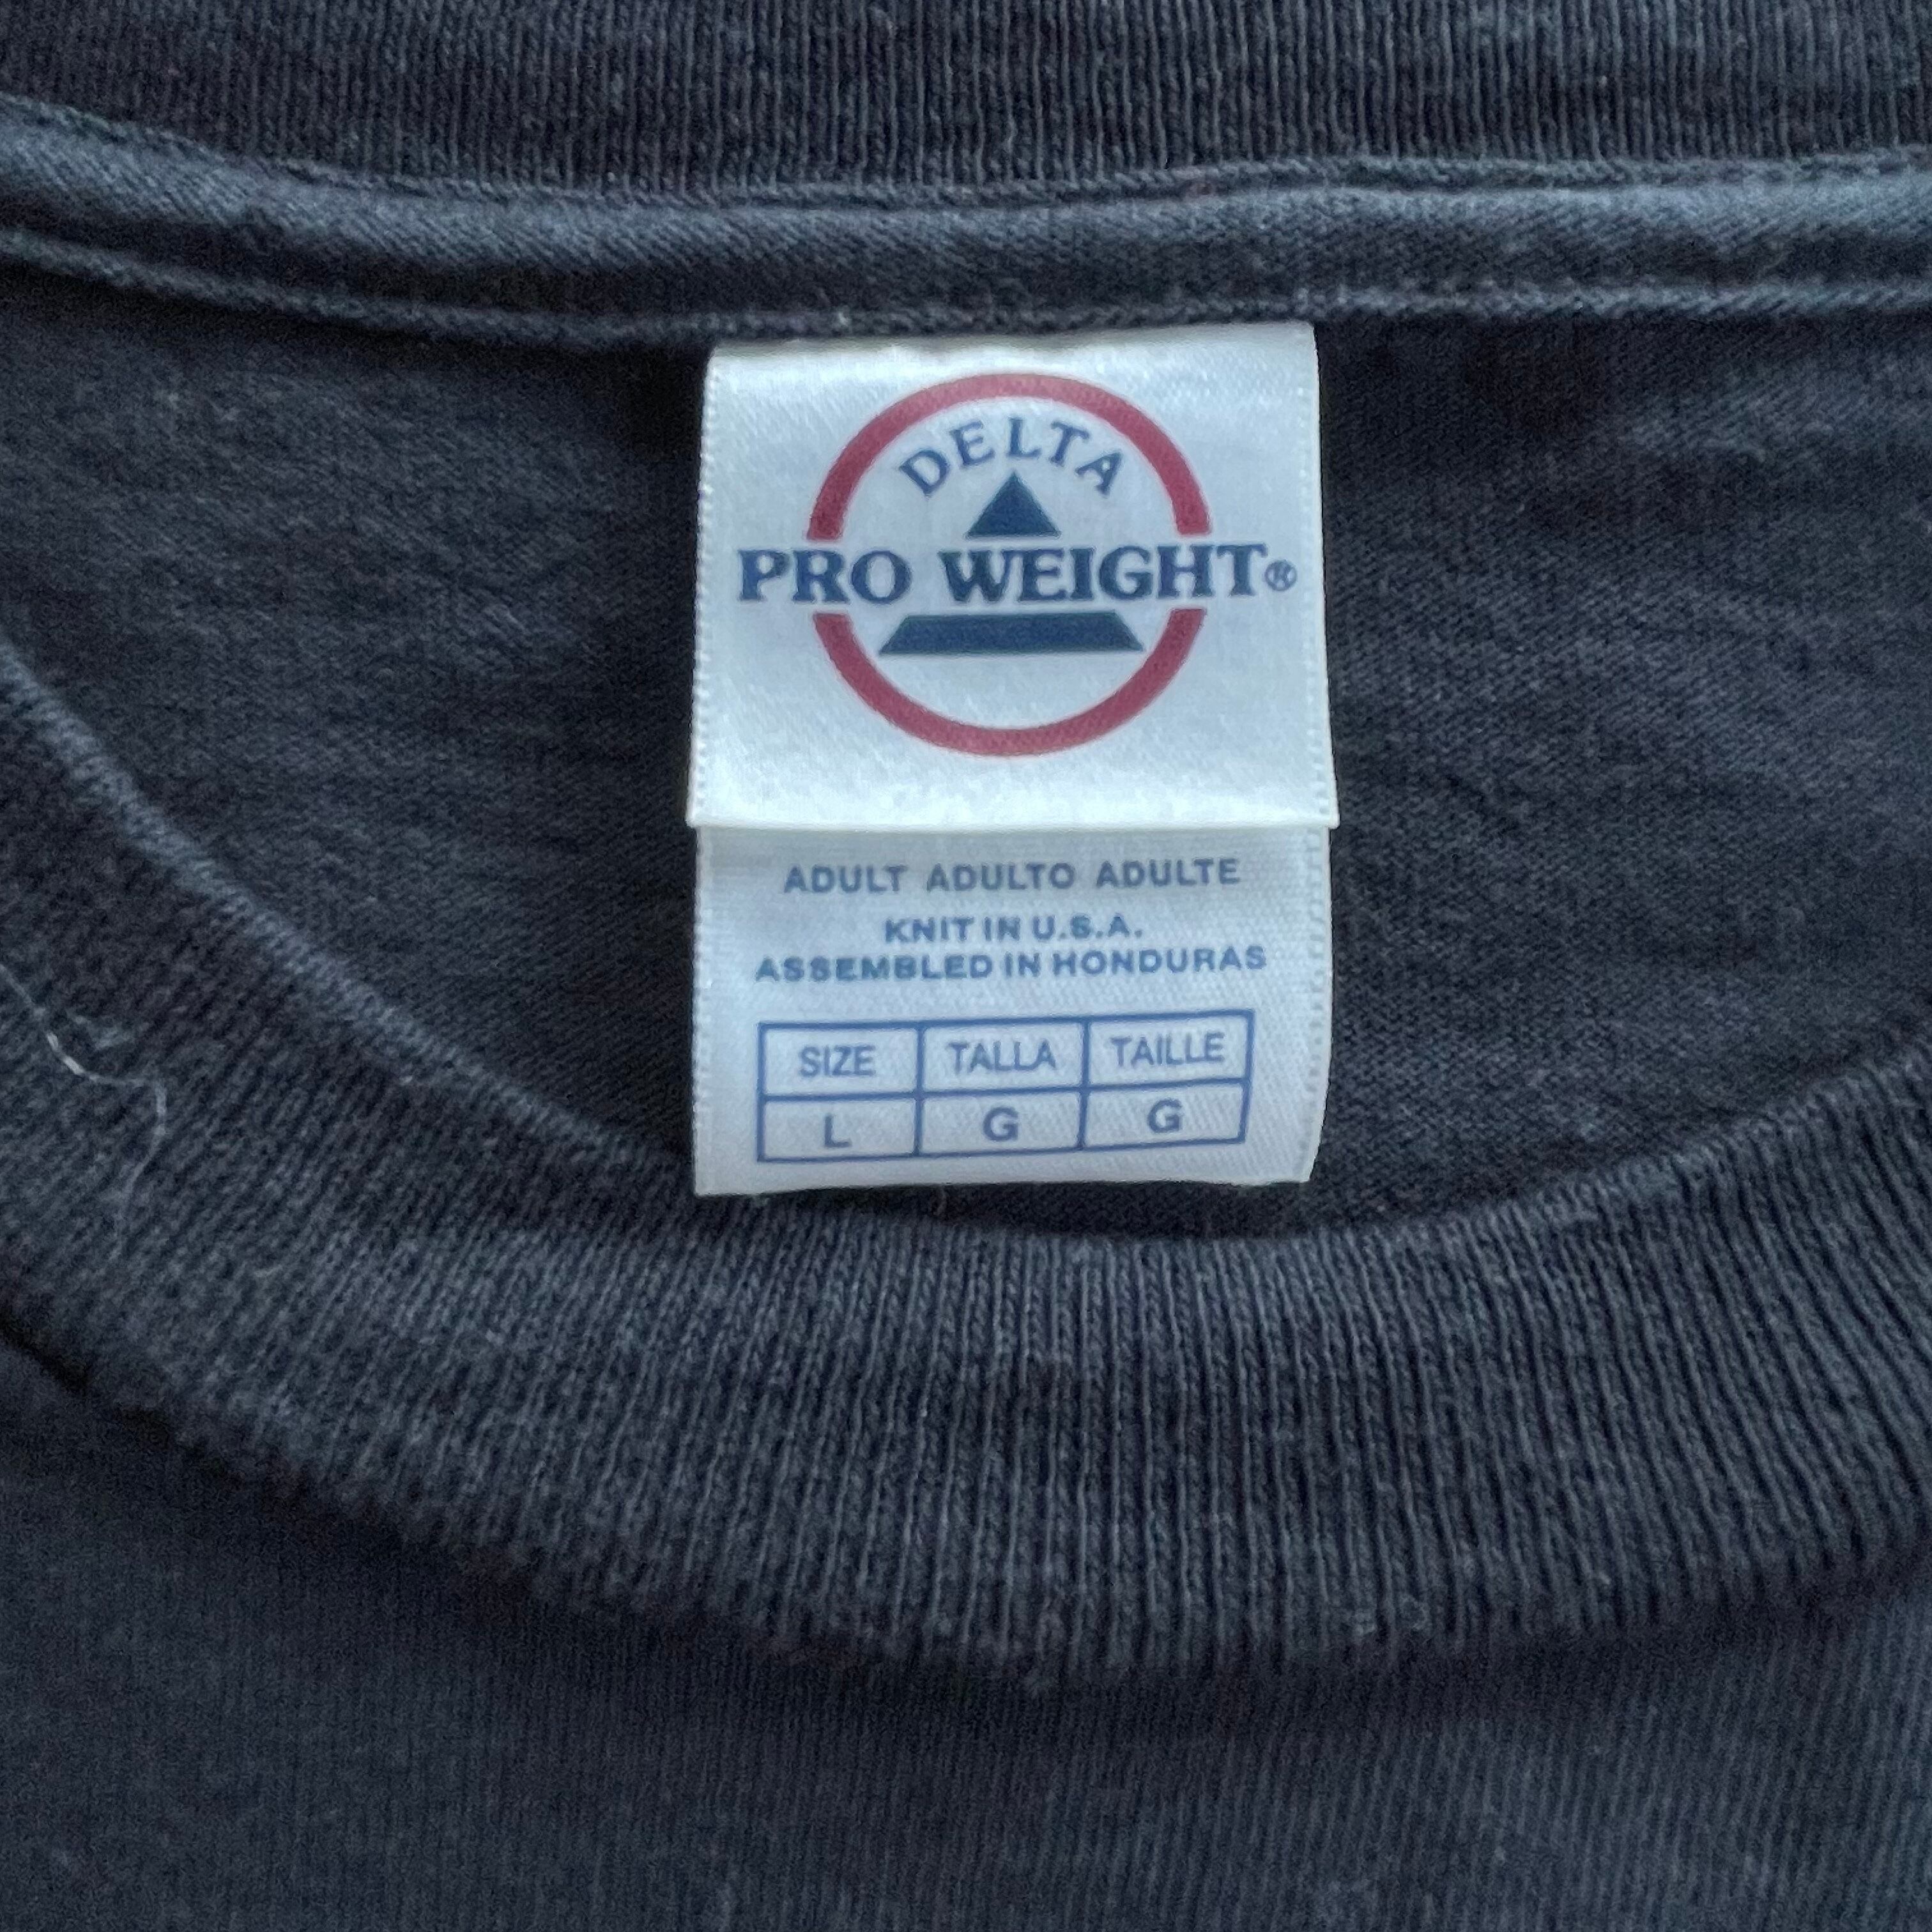 DELTA
PRO WEIGHT®
ADULT ADULTO ADULTE
KNIT IN U.S.A.
ASSEMBLED IN HONDURAS
SIZE TALLA TAILLE
L G G